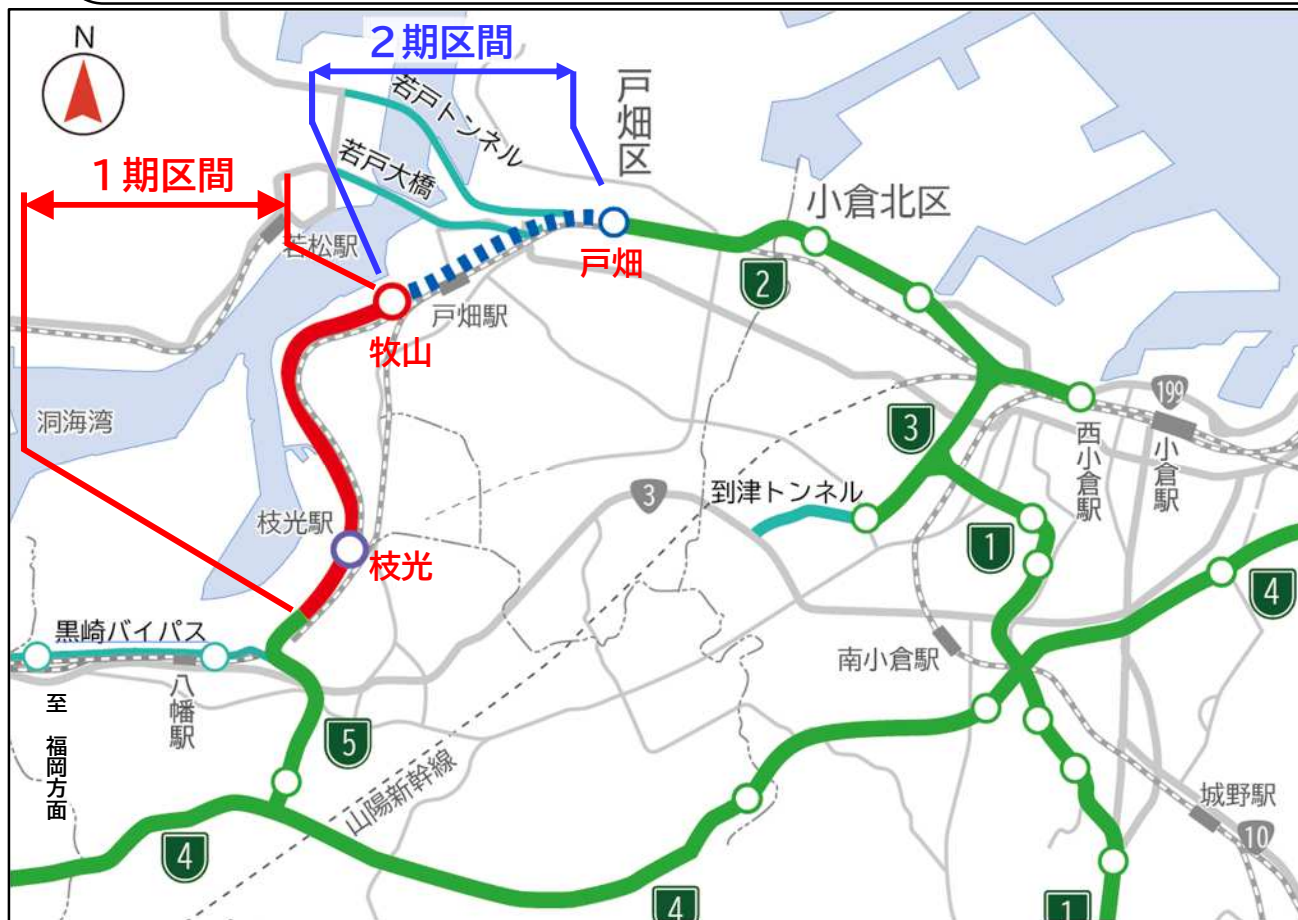 N
2期区間
若戸トンネル
戸畑区
若戸大橋
1期区間
小倉北区
若松駅
戸畑
2
戸畑駅
牧山
199
3
洞海湾
西小倉駅
小倉駅
3
到津トンネル
枝光駅
1
枝光
4
黒崎バイパス
南小倉駅
八幡駅
至 福岡方面
5
山陽新幹線
城野駅
10
4
4
1